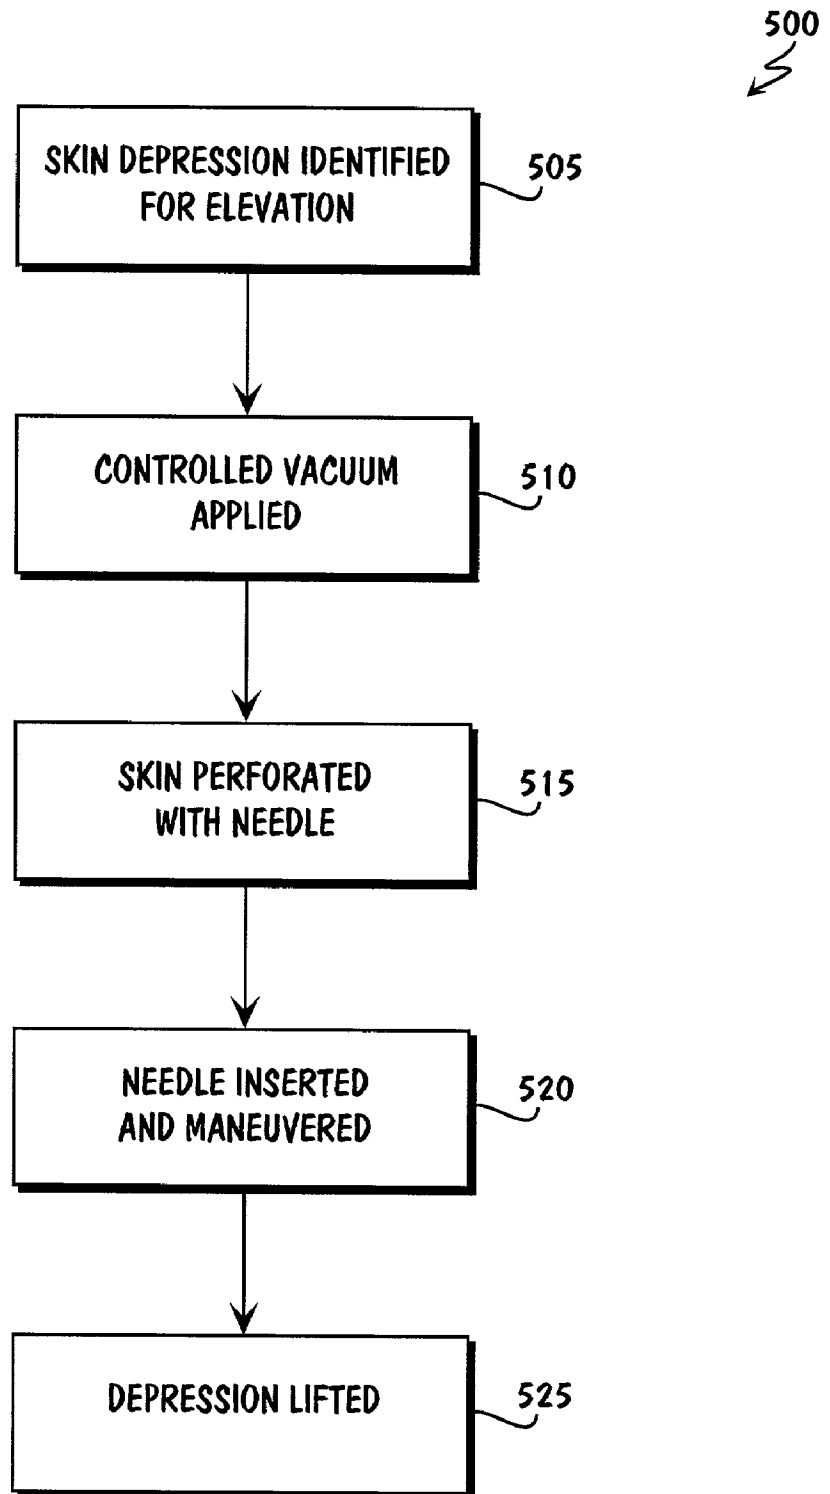 500
SKIN DEPRESSION IDENTIFIED
FOR ELEVATION
505
CONTROLLED VACUUM
APPLIED
510
SKIN PERFORATED
WITH NEEDLE
515
NEEDLE INSERTED
AND MANEUVERED
520
DEPRESSION LIFTED
525